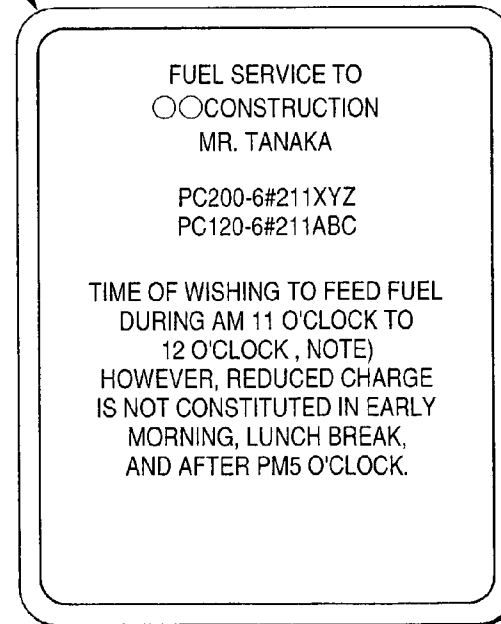 FUEL SERVICE TO
○○CONSTRUCTION
MR. TANAKA
PC200-6#211XYZ
PC120-6#211ABC
TIME OF WISHING TO FEED FUEL
DURING AM 11 O'CLOCK TO
12 O'CLOCK , NOTE)
HOWEVER, REDUCED CHARGE
IS NOT CONSTITUTED IN EARLY
MORNING, LUNCH BREAK,
AND AFTER PM5 O'CLOCK.